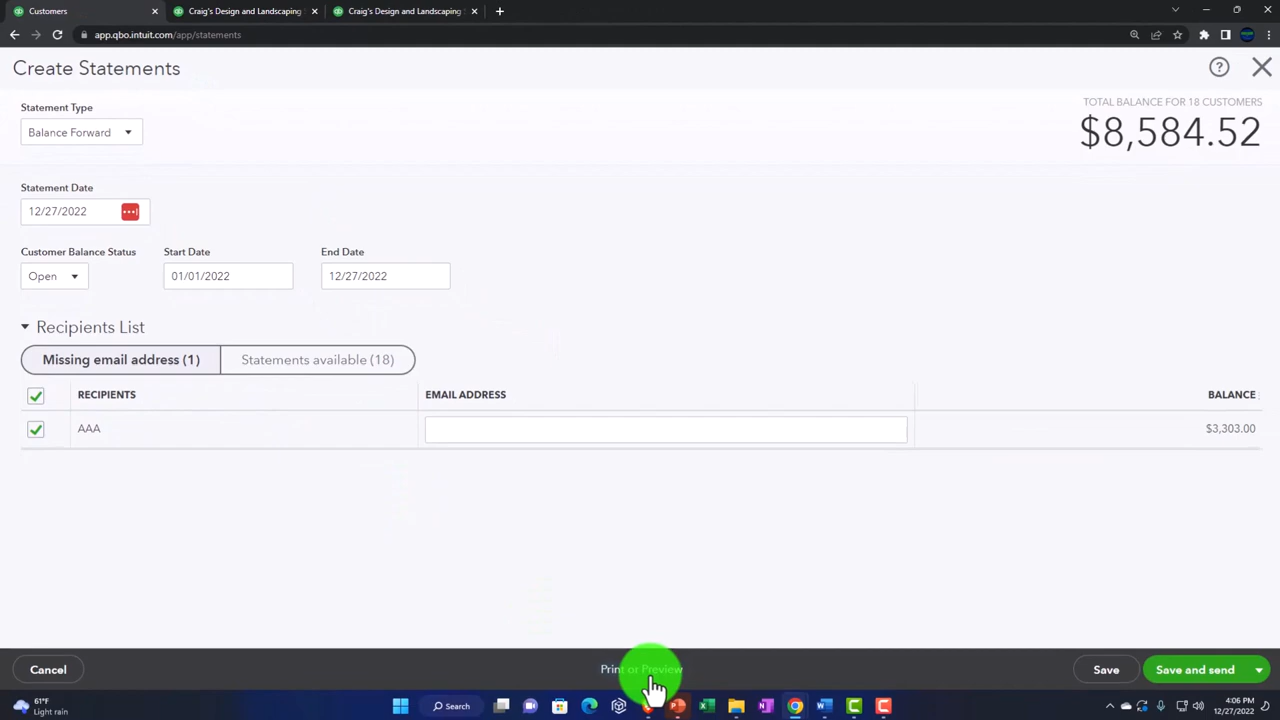 Customers
Craig's Design and Landscaping
Craig's Design and Landscaping
app.qbo.intuit.com/app/statements
Create Statements
Statement Type
TOTAL BALANCE FOR 18 CUSTOMERS
Balance Forward
$8,584.52
Statement Date
12/27/2022
Customer Balance Status Start Date End Date
Open 01/01/2022 12/27/2022
Recipients List
Missing email address (1) Statements available (18)
RECIPIENTS EMAIL ADDRESS BALANCE
AAA $3,303.00
Cancel Print or Preview Save Save and send
61°F
Light rain
Search
4:06 PM
12/27/2022